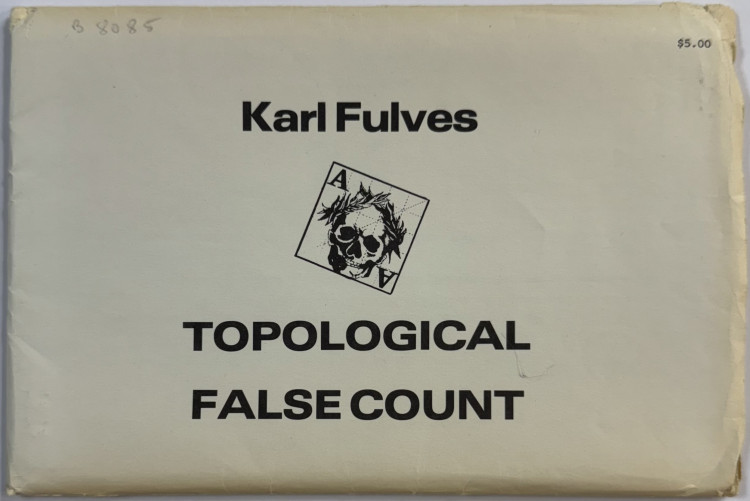 B 8085
$5.00
Karl Fulves
A
A
TOPOLOGICAL
FALSE COUNT